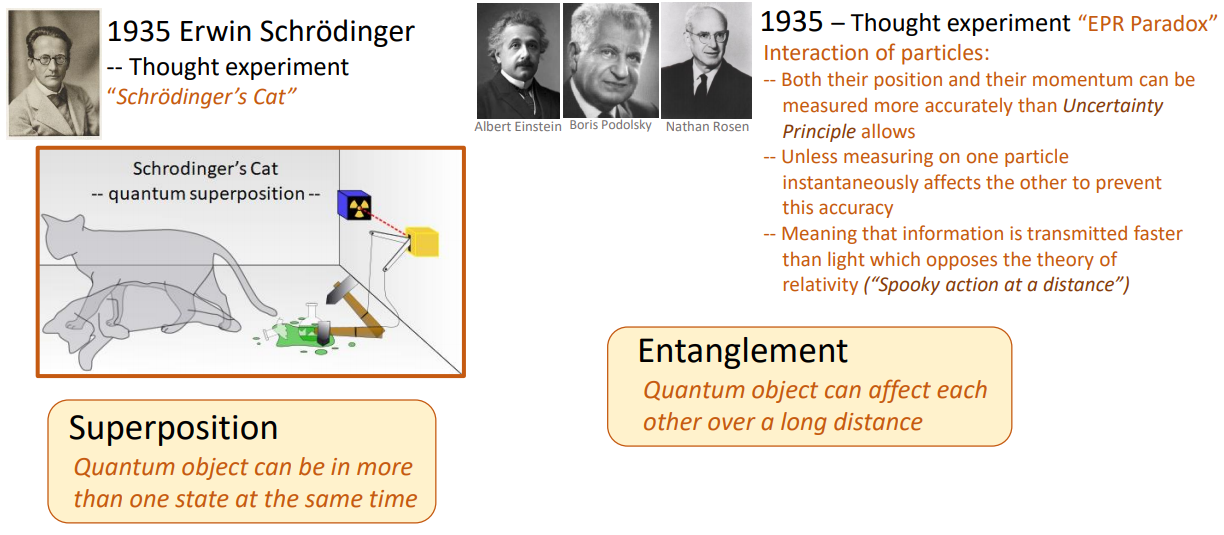 1935 Erwin Schrödinger
-- Thought experiment
“Schrödinger’s Cat”
Schrodinger’s Cat
-- quantum superposition --
Superposition
Quantum object can be in more
than one state at the same time
Albert Einstein
Boris Podolsky
Nathan Rosen
1935 – Thought experiment “EPR Paradox”
Interaction of particles:
-- Both their position and their momentum can be
measured more accurately than Uncertainty
Principle allows
-- Unless measuring on one particle
instantaneously affects the other to prevent
this accuracy
-- Meaning that information is transmitted faster
than light which opposes the theory of
relativity (“Spooky action at a distance”)
Entanglement
Quantum object can affect each
other over a long distance